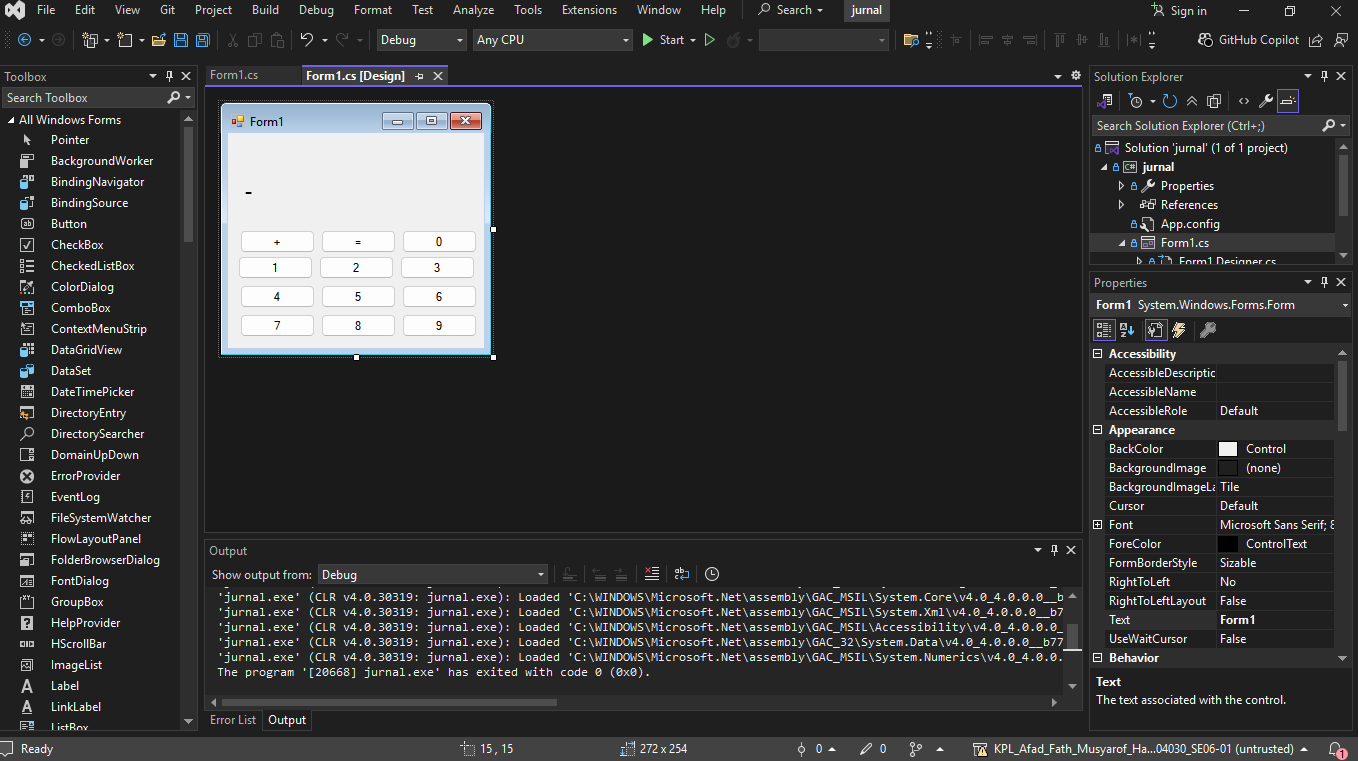 File Edit View Git Project Build Debug Format Test Analyze Tools Extensions Window Help Search jurnal Sign in
Debug Any CPU Start GitHub Copilot
Toolbox
Search Toolbox
All Windows Forms
Pointer
BackgroundWorker
BindingNavigator
BindingSource
Button
CheckBox
CheckedListBox
ColorDialog
ComboBox
ContextMenuStrip
DataGridView
DataSet
DateTimePicker
DirectoryEntry
DirectorySearcher
DomainUpDown
ErrorProvider
EventLog
FileSystemWatcher
FlowLayoutPanel
FolderBrowserDialog
FontDialog
GroupBox
HelpProvider
HScrollBar
ImageList
Label
LinkLabel
ListBox
Form1.cs Form1.cs [Design]
Form1
-
+ = 0
1 2 3
4 5 6
7 8 9
Output
Show output from: Debug
'jurnal.exe' (CLR v4.0.30319: jurnal.exe): Loaded 'C:\WINDOWS\Microsoft.Net\assembly\GAC_MSIL\System.Core\v4.0_4.0.0.0__b
'jurnal.exe' (CLR v4.0.30319: jurnal.exe): Loaded 'C:\WINDOWS\Microsoft.Net\assembly\GAC_MSIL\System.Xml\v4.0_4.0.0.0__b7
'jurnal.exe' (CLR v4.0.30319: jurnal.exe): Loaded 'C:\WINDOWS\Microsoft.Net\assembly\GAC_MSIL\Accessibility\v4.0_4.0.0.0_
'jurnal.exe' (CLR v4.0.30319: jurnal.exe): Loaded 'C:\WINDOWS\Microsoft.Net\assembly\GAC_32\System.Data\v4.0_4.0.0.0__b77
'jurnal.exe' (CLR v4.0.30319: jurnal.exe): Loaded 'C:\WINDOWS\Microsoft.Net\assembly\GAC_MSIL\System.Numerics\v4.0_4.0.0.
The program '[20668] jurnal.exe' has exited with code 0 (0x0).
Error List Output
Solution Explorer
Search Solution Explorer (Ctrl+;)
Solution 'jurnal' (1 of 1 project)
C# jurnal
Properties
References
App.config
Form1.cs
Form1.Designer.cs
Properties
Form1 System.Windows.Forms.Form
Accessibility
AccessibleDescriptic
AccessibleName
AccessibleRole Default
Appearance
BackColor Control
BackgroundImage (none)
BackgroundImageLa Tile
Cursor Default
Font Microsoft Sans Serif; 8
ForeColor ControlText
FormBorderStyle Sizable
RightToLeft No
RightToLeftLayout False
Text Form1
UseWaitCursor False
Behavior
Text
The text associated with the control.
Ready 15 , 15 272 x 254 0 0 KPL_Afad_Fath_Musyarof_Ha...04030_SE06-01 (untrusted) 1